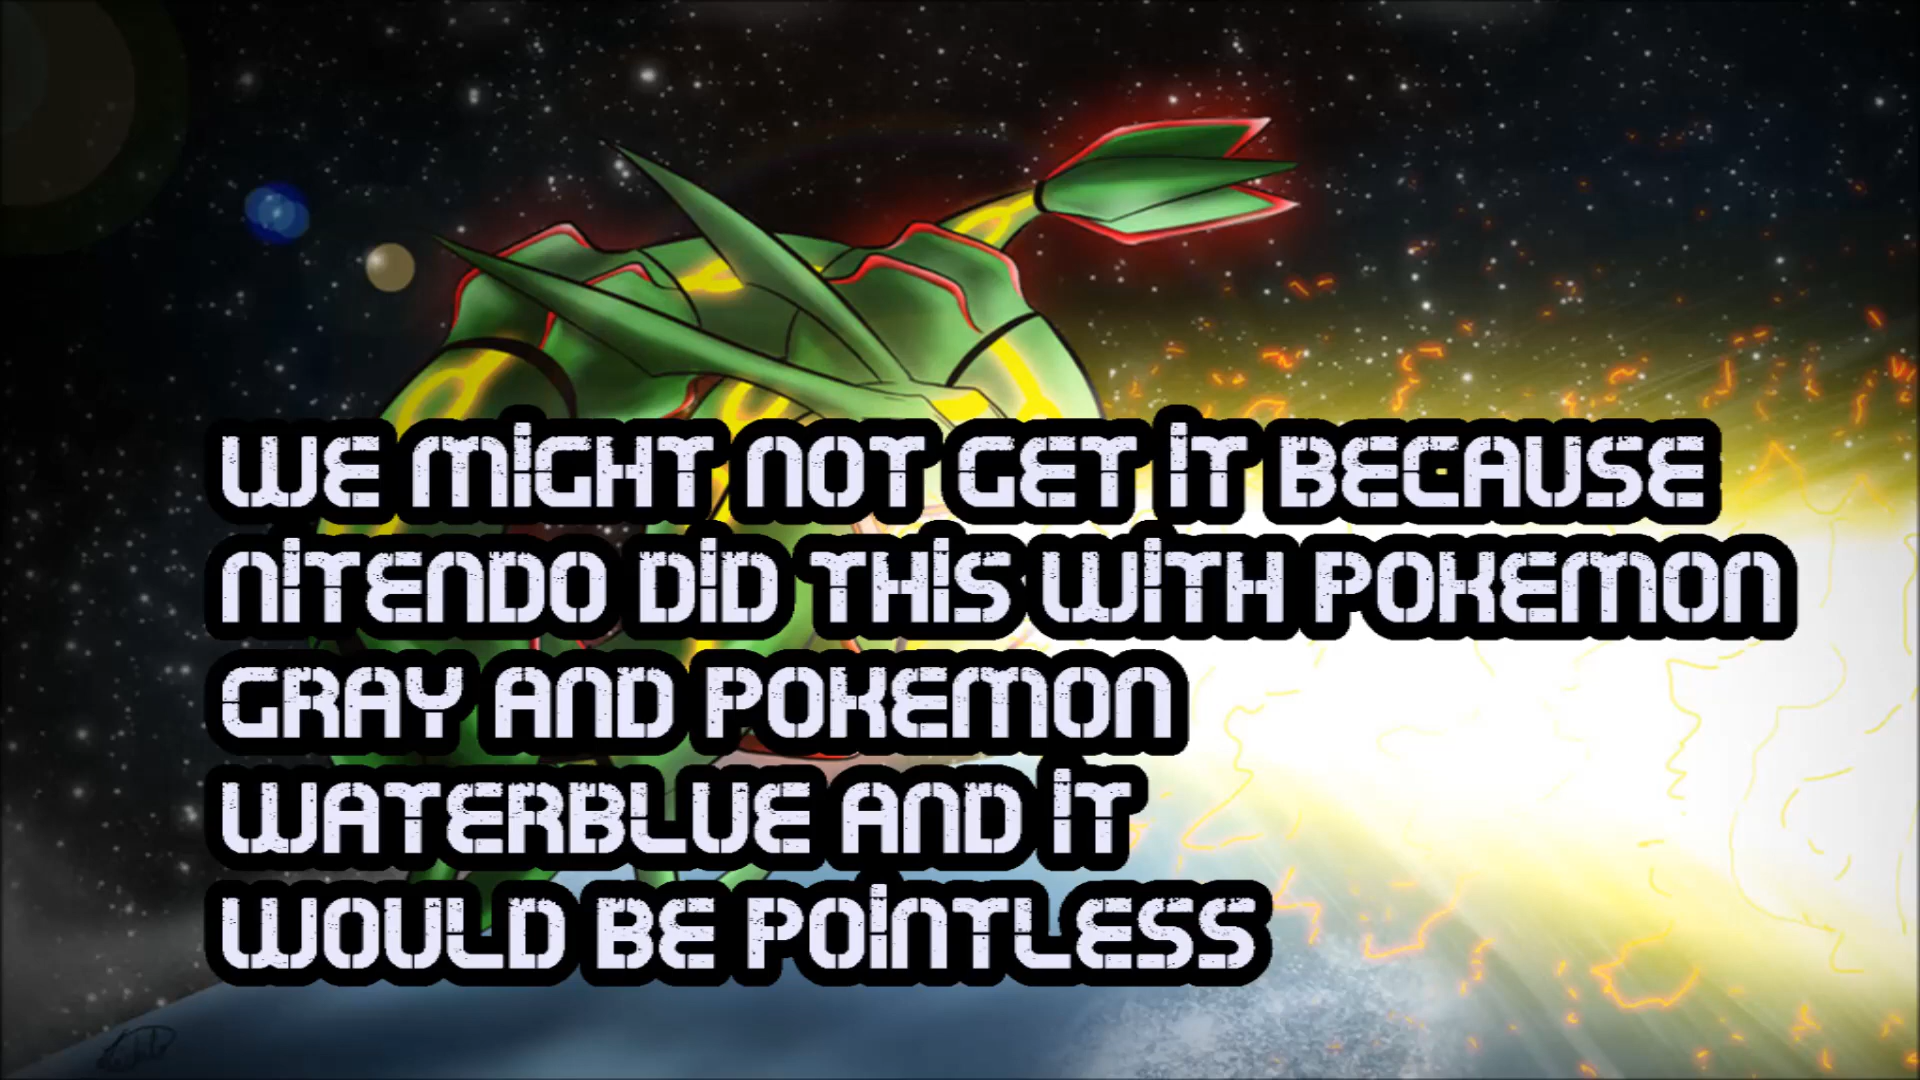 WE MIGHT NOT GET IT BECAUSE
NITENDO DID THIS WITH POKEMON
GRAY AND POKEMON
WATERBLUE AND IT
WOULD BE POINTLESS